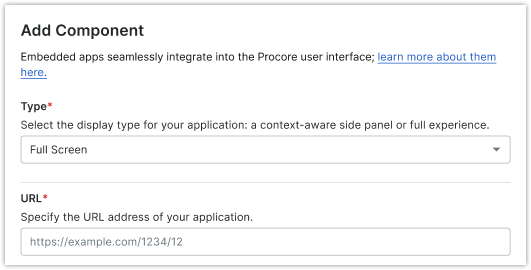 Add Component
Embedded apps seamlessly integrate into the Procore user interface; learn more about them
here.
Type*
Select the display type for your application: a context-aware side panel or full experience.
Full Screen
URL*
Specify the URL address of your application.
https://example.com/1234/12